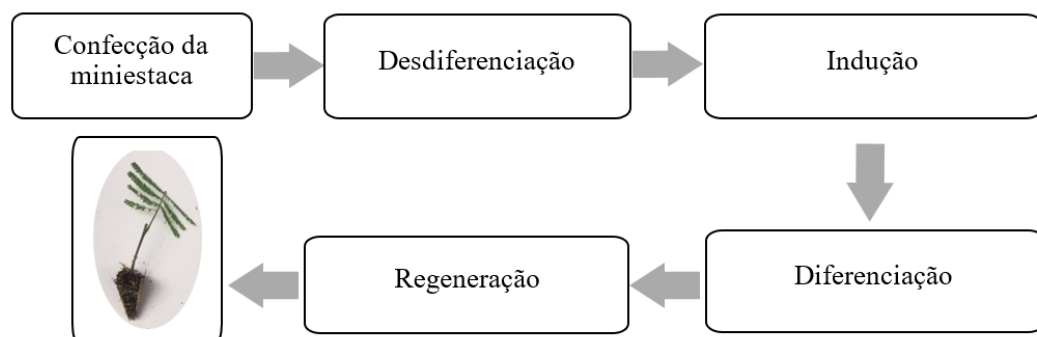 Confecção da
miniestaca
Desdiferenciação
Indução
Diferenciação
Regeneração